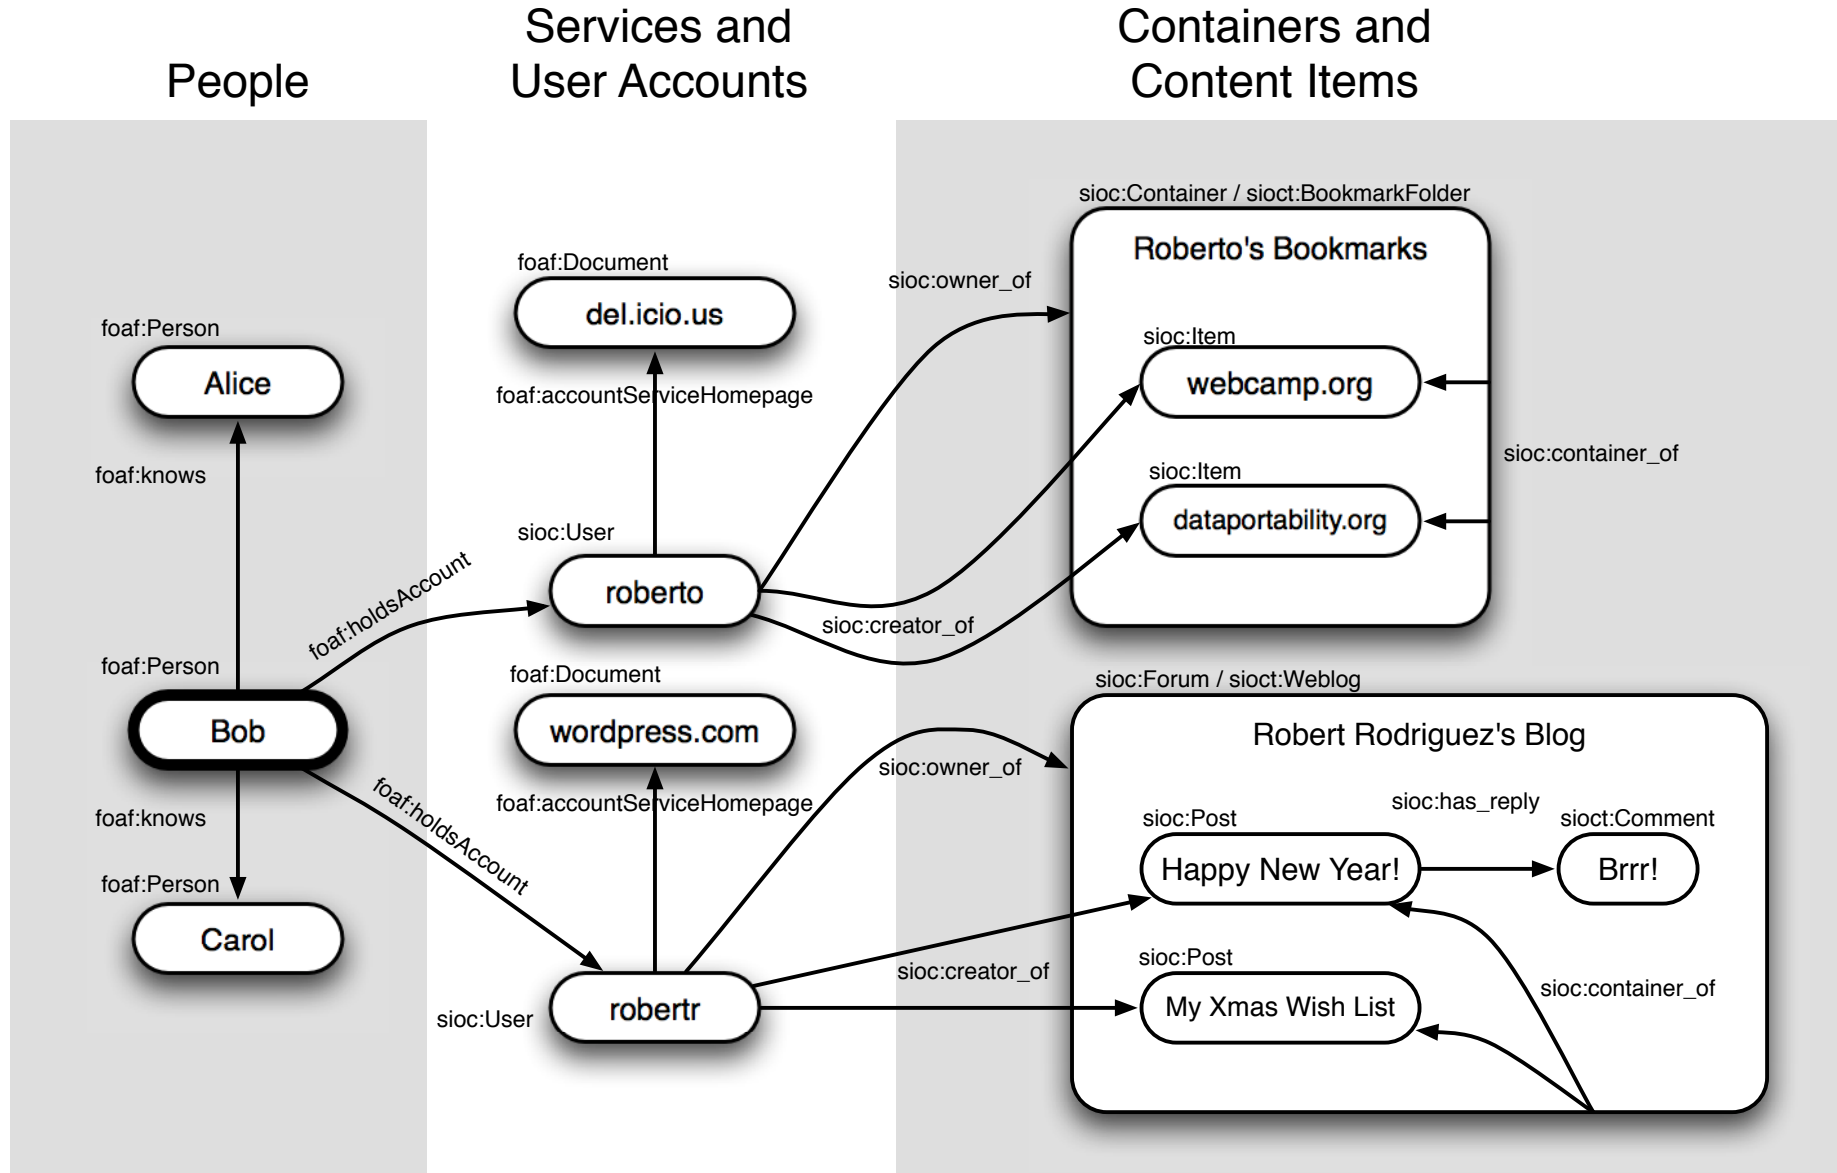 People
Services and
User Accounts
Containers and
Content Items
foaf:Person
Alice
foaf:knows
foaf:Person
Bob
foaf:knows
foaf:Person
Carol
foaf:holdsAccount
foaf:holdsAccount
foaf:Document
del.icio.us
foaf:accountServiceHomepage
sioc:User
roberto
foaf:Document
wordpress.com
foaf:accountServiceHomepage
sioc:User
robertr
sioc:owner_of
sioc:creator_of
sioc:owner_of
sioc:creator_of
sioc:Container / sioct:BookmarkFolder
Roberto's Bookmarks
sioc:Item
webcamp.org
sioc:container_of
sioc:Item
dataportability.org
sioc:Forum / sioct:Weblog
Robert Rodriguez's Blog
sioc:has_reply
sioc:Post
Happy New Year!
sioct:Comment
Brrr!
sioc:Post
My Xmas Wish List
sioc:container_of